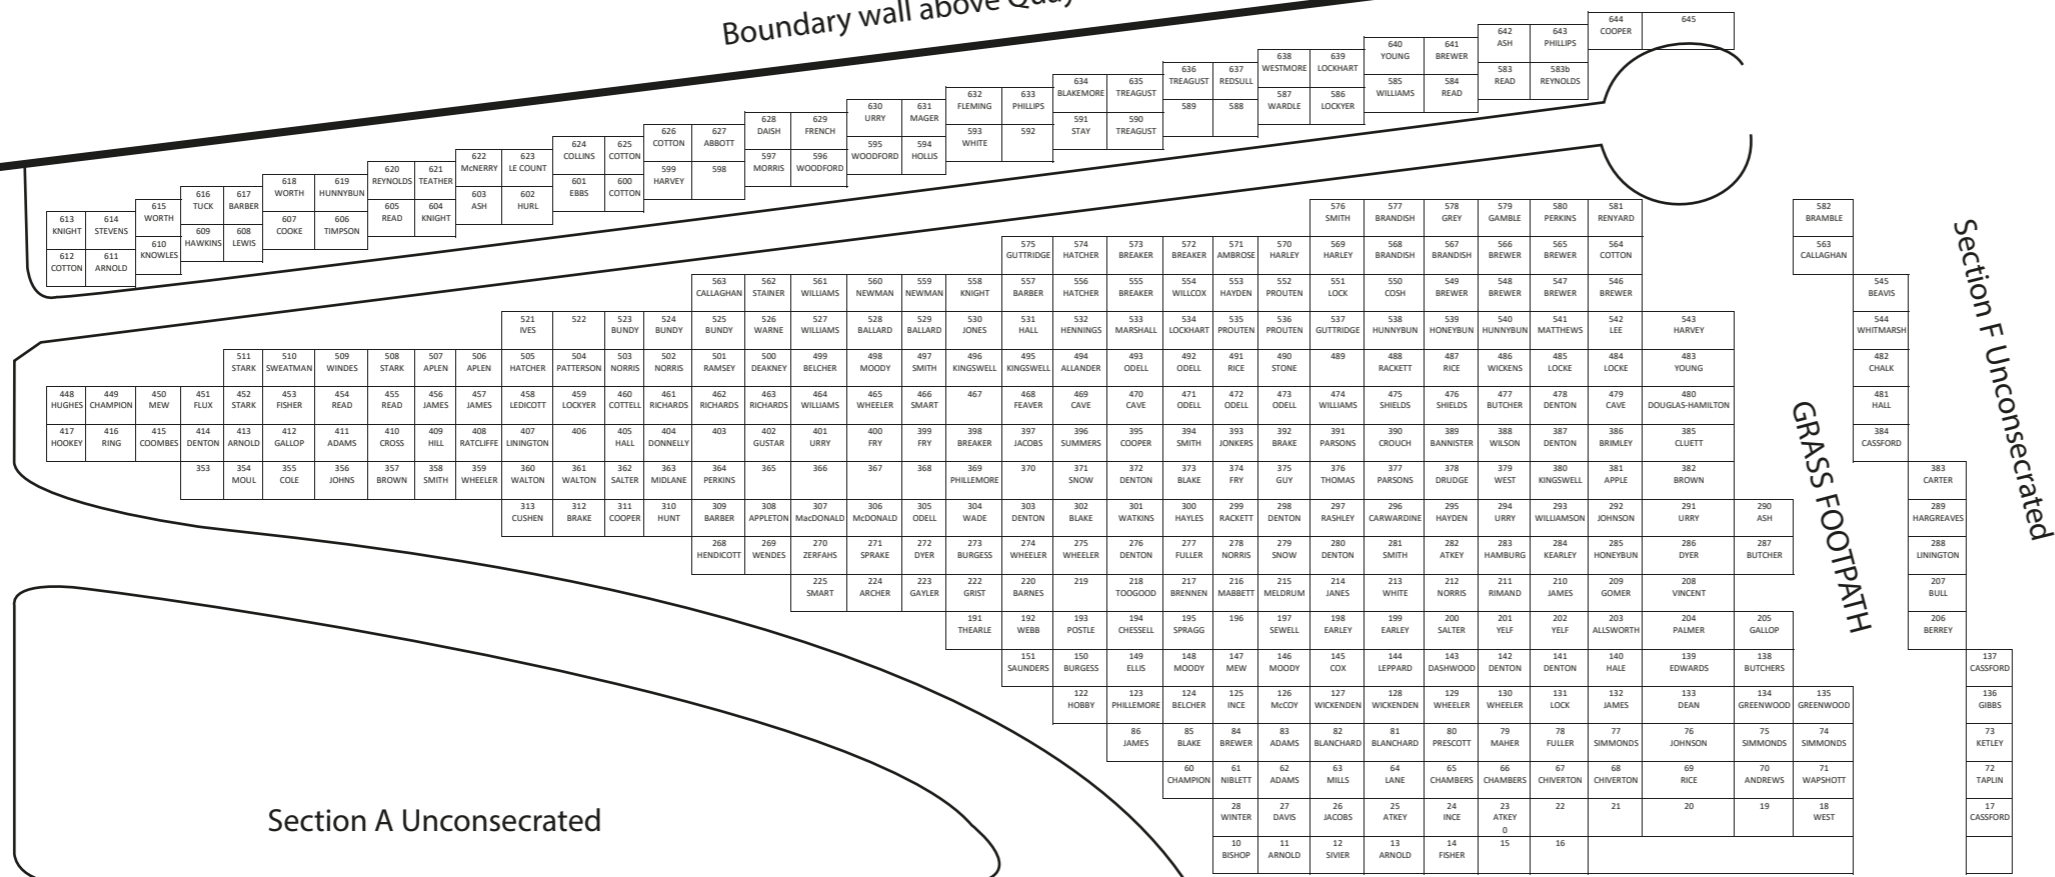 Boundary wall above Quay
644 645
COOPER
642 643
ASH PHILLIPS
640 641
YOUNG BREWER
638 639
WESTMORE LOCKHART
636 637
TREAGUST REDSULL
583 583b
READ REYNOLDS
634 635
BLAKEMORE TREAGUST
585 584
WILLIAMS READ
632 633
FLEMING PHILLIPS
587 586
WARDLE LOCKYER
630 631
URRY MAGER
589 588
628 629
DAISH FRENCH
591 590
STAY TREAGUST
626 627
COTTON ABBOTT
593 592
WHITE
624 625
COLLINS COTTON
595 594
WOODFORD HOLLIS
622 623
McNERRY LE COUNT
597 596
MORRIS WOODFORD
620 621
REYNOLDS TEATHER
599 598
HARVEY
618 619
WORTH HUNNYBUN
601 600
EBBS COTTON
616 617
TUCK BARBER
603 602
ASH HURL
615
WORTH
605 604
READ KNIGHT
613 614
KNIGHT STEVENS
607 606
COOKE TIMPSON
609 608
HAWKINS LEWIS
610
KNOWLES
612 611
COTTON ARNOLD
576 577 578 579 580 581 582
SMITH BRANDISH GREY GAMBLE PERKINS RENYARD BRAMBLE
575 574 573 572 571 570 569 568 567 566 565 564 563
GUTTRIDGE HATCHER BREAKER BREAKER AMBROSE HARLEY HARLEY BRANDISH BRANDISH BREWER BREWER COTTON CALLAGHAN
563 562 561 560 559 558 557 556 555 554 553 552 551 550 549 548 547 546 545
CALLAGHAN STAINER WILLIAMS NEWMAN NEWMAN KNIGHT BARBER HATCHER BREAKER WILLCOX HAYDEN PROUTEN LOCK COSH BREWER BREWER BREWER BREWER BEAVIS
521 522 523 524 525 526 527 528 529 530 531 532 533 534 535 536 537 538 539 540 541 542 543 544
IVES BUNDY BUNDY BUNDY WARNE WILLIAMS BALLARD BALLARD JONES HALL HENNINGS MARSHALL LOCKHART PROUTEN PROUTEN GUTTRIDGE HUNNYBUN HONEYBUN HUNNYBUN MATTHEWS LEE HARVEY WHITMARSH
511 510 509 508 507 506 505 504 503 502 501 500 499 498 497 496 495 494 493 492 491 490 489 488 487 486 485 484 483 482
STARK SWEATMAN WINDES STARK APLEN APLEN HATCHER PATTERSON NORRIS NORRIS RAMSEY DEAKNEY BELCHER MOODY SMITH KINGSWELL KINGSWELL ALLANDER ODELL ODELL RICE STONE RACKETT RICE WICKENS LOCKE LOCKE YOUNG CHALK
448 449 450 451 452 453 454 455 456 457 458 459 460 461 462 463 464 465 466 467 468 469 470 471 472 473 474 475 476 477 478 479 480 481
HUGHES CHAMPION MEW FLUX STARK FISHER READ READ JAMES JAMES LEDICOTT LOCKYER COTTELL RICHARDS RICHARDS RICHARDS WILLIAMS WHEELER SMART FEAVER CAVE CAVE ODELL ODELL ODELL WILLIAMS SHIELDS SHIELDS BUTCHER DENTON CAVE DOUGLAS-HAMILTON HALL
417 416 415 414 413 412 411 410 409 408 407 406 405 404 403 402 401 400 399 398 397 396 395 394 393 392 391 390 389 388 387 386 385 384
HOOKEY RING COOMBES DENTON ARNOLD GALLOP ADAMS CROSS HILL RATCLIFFE LININGTON HALL DONNELLY GUSTAR URRY FRY FRY BREAKER JACOBS SUMMERS COOPER SMITH JONKERS BRAKE PARSONS CROUCH BANNISTER WILSON DENTON BRIMLEY CLUETT CASSFORD
353 354 355 356 357 358 359 360 361 362 363 364 365 366 367 368 369 370 371 372 373 374 375 376 377 378 379 380 381 382 383
MOUL COLE JOHNS BROWN SMITH WHEELER WALTON WALTON SALTER MIDLANE PERKINS PHILLEMORE SNOW DENTON BLAKE FRY GUY THOMAS PARSONS DRUDGE WEST KINGSWELL APPLE BROWN CARTER
313 312 311 310 309 308 307 306 305 304 303 302 301 300 299 298 297 296 295 294 293 292 291 290 289
CUSHEN BRAKE COOPER HUNT BARBER APPLETON MacDONALD McDONALD ODELL WADE DENTON BLAKE WATKINS HAYLES RACKETT DENTON RASHLEY CARWARDINE HAYDEN URRY WILLIAMSON JOHNSON URRY ASH HARGREAVES
268 269 270 271 272 273 274 275 276 277 278 279 280 281 282 283 284 285 286 287 288
HENDICOTT WENDES ZERFAHS SPRAKE DYER BURGESS WHEELER WHEELER DENTON FULLER NORRIS SNOW DENTON SMITH ATKEY HAMBURG KEARLEY HONEYBUN DYER BUTCHER LININGTON
225 224 223 222 220 219 218 217 216 215 214 213 212 211 210 209 208 207
SMART ARCHER GAYLER GRIST BARNES TOOGOOD BRENNEN MABBETT MELDRUM JANES WHITE NORRIS RIMAND JAMES GOMER VINCENT BULL
191 192 193 194 195 196 197 198 199 200 201 202 203 204 205 206
THEARLE WEBB POSTLE CHESSELL SPRAGG SEWELL EARLEY EARLEY SALTER YELF YELF ALLSWORTH PALMER GALLOP BERREY
151 150 149 148 147 146 145 144 143 142 141 140 139 138 137
SAUNDERS BURGESS ELLIS MOODY MEW MOODY COX LEPPARD DASHWOOD DENTON DENTON HALE EDWARDS BUTCHERS CASSFORD
122 123 124 125 126 127 128 129 130 131 132 133 134 135 136
HOBBY PHILLEMORE BELCHER INCE McCOY WICKENDEN WICKENDEN WHEELER WHEELER LOCK JAMES DEAN GREENWOOD GREENWOOD GIBBS
86 85 84 83 82 81 80 79 78 77 76 75 74 73
JAMES BLAKE BREWER ADAMS BLANCHARD BLANCHARD PRESCOTT MAHER FULLER SIMMONDS JOHNSON SIMMONDS SIMMONDS KETLEY
60 61 62 63 64 65 66 67 68 69 70 71 72
CHAMPION NIBLETT ADAMS MILLS LANE CHAMBERS CHAMBERS CHIVERTON CHIVERTON RICE ANDREWS WAPSHOTT TAPLIN
28 27 26 25 24 23 22 21 20 19 18 17
WINTER DAVIS JACOBS ATKEY INCE ATKEY WEST CASSFORD
0
10 11 12 13 14 15 16
BISHOP ARNOLD SIVIER ARNOLD FISHER
GRASS FOOTPATH
Section F Unconsecrated
Section A Unconsecrated